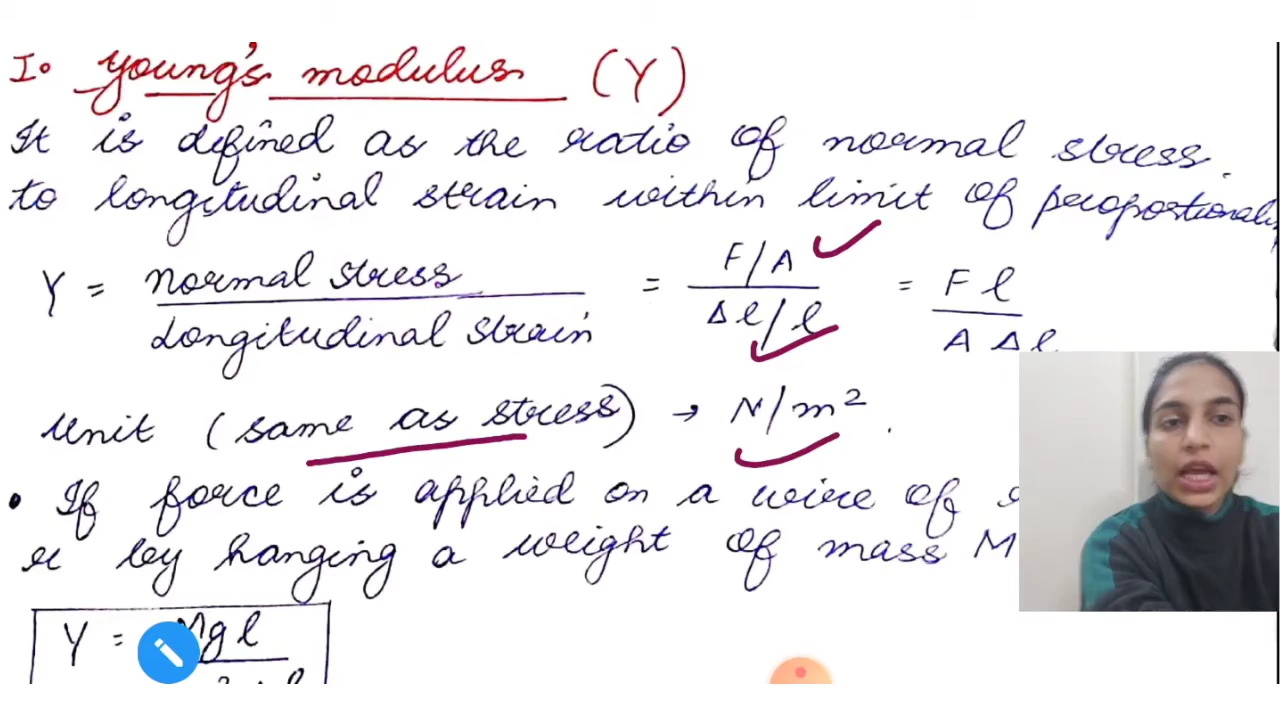 I. Young's modulus (Y)
It is defined as the ratio of normal stress
to longitudinal strain within limit of
Y = normal stress / Longitudinal strain = F/A / Δl/l = Fl / A Δl
Unit (same as stress) → N/m²
• If force is applied on a wire of
r by hanging a weight of mass M
Y = Mgl